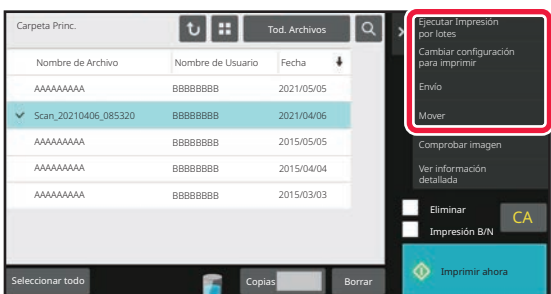 Carpeta Princ.
Tod. Archivos
Nombre de Archivo Nombre de Usuario Fecha
AAAAAAAAA BBBBBBBB 2021/05/05
Scan_20210406_085320 BBBBBBBB 2021/04/06
AAAAAAAAA BBBBBBBB 2015/05/05
AAAAAAAAA BBBBBBBB 2015/04/04
AAAAAAAAA BBBBBBBB 2015/03/03
Seleccionar todo
Copias
Borrar
Ejecutar Impresión
por lotes
Cambiar configuración
para imprimir
Envío
Mover
Comprobar imagen
Ver información
detallada
Eliminar
Impresión B/N
CA
Imprimir ahora